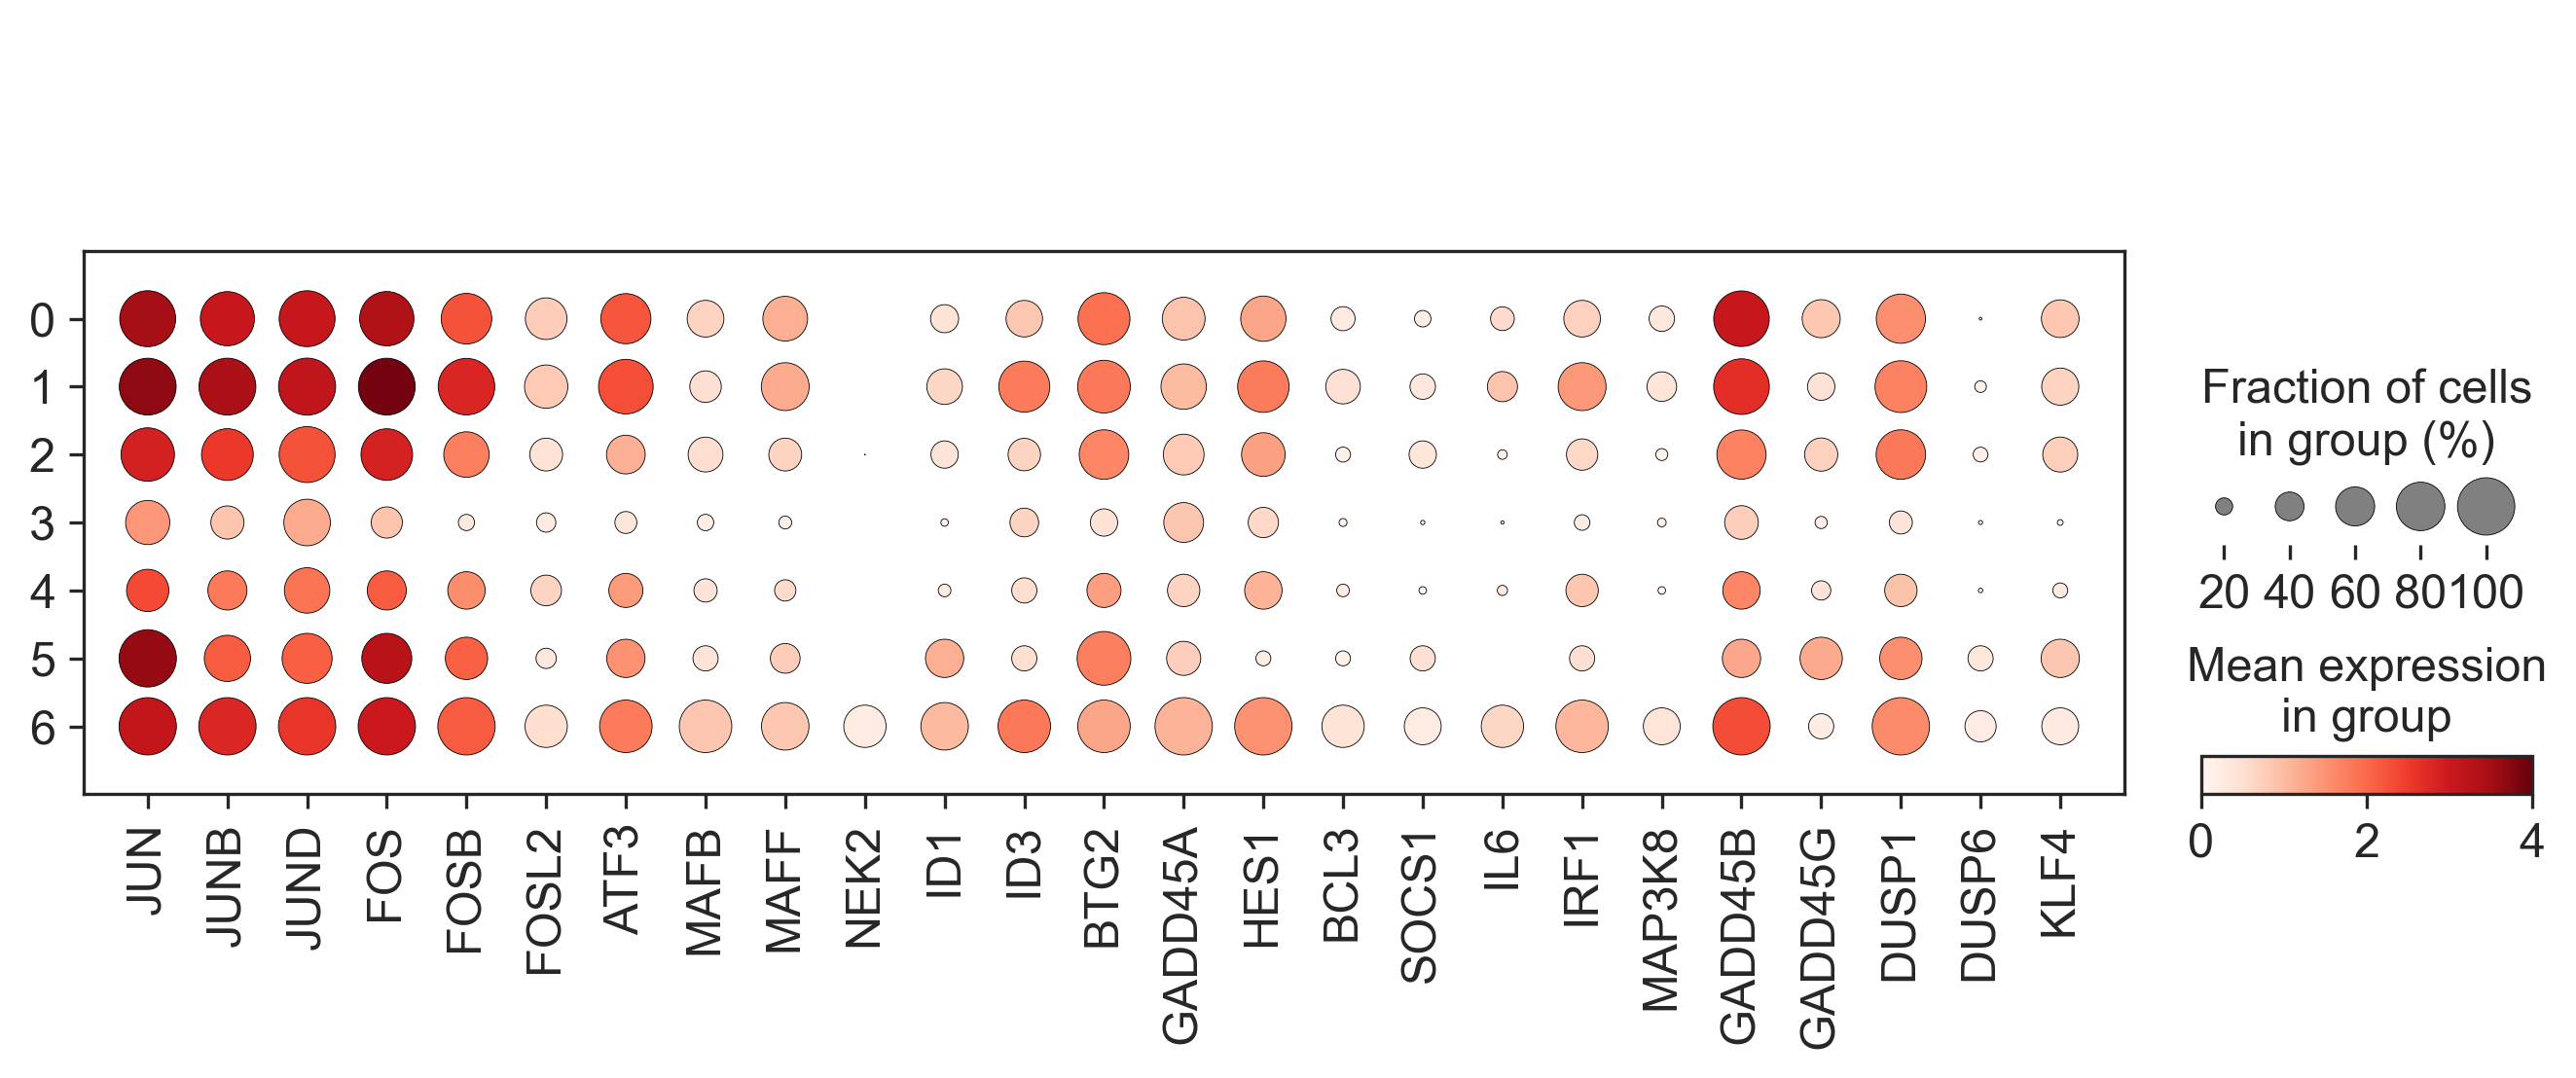 0
1
2
3
4
5
6
JUN
JUNB
JUND
FOS
FOSB
FOSL2
ATF3
MAFB
MAFF
NEK2
ID1
ID3
BTG2
GADD45A
HES1
BCL3
SOCS1
IL6
IRF1
MAP3K8
GADD45B
GADD45G
DUSP1
DUSP6
KLF4
Fraction of cells
in group (%)
20 40 60 80 100
Mean expression
in group
0 2 4